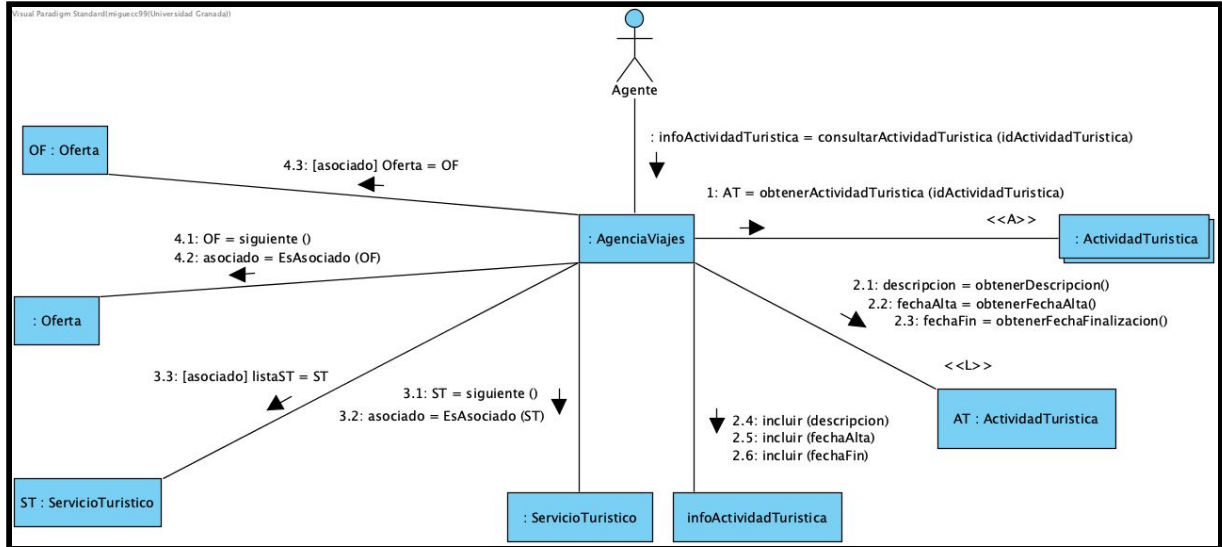 Visual Paradigm Standard(miguecc99(Universidad Granada))
Agente
: infoActividadTuristica = consultarActividadTuristica (idActividadTuristica)
OF : Oferta
4.3: [asociado] Oferta = OF
1: AT = obtenerActividadTuristica (idActividadTuristica)
<<A>>
: AgenciaViajes
: ActividadTuristica
4.1: OF = siguiente ()
4.2: asociado = EsAsociado (OF)
2.1: descripcion = obtenerDescripcion()
2.2: fechaAlta = obtenerFechaAlta()
2.3: fechaFin = obtenerFechaFinalizacion()
: Oferta
<<L>>
3.3: [asociado] listaST = ST
3.1: ST = siguiente ()
3.2: asociado = EsAsociado (ST)
AT : ActividadTuristica
2.4: incluir (descripcion)
2.5: incluir (fechaAlta)
2.6: incluir (fechaFin)
ST : ServicioTuristico
: ServicioTuristico
infoActividadTuristica